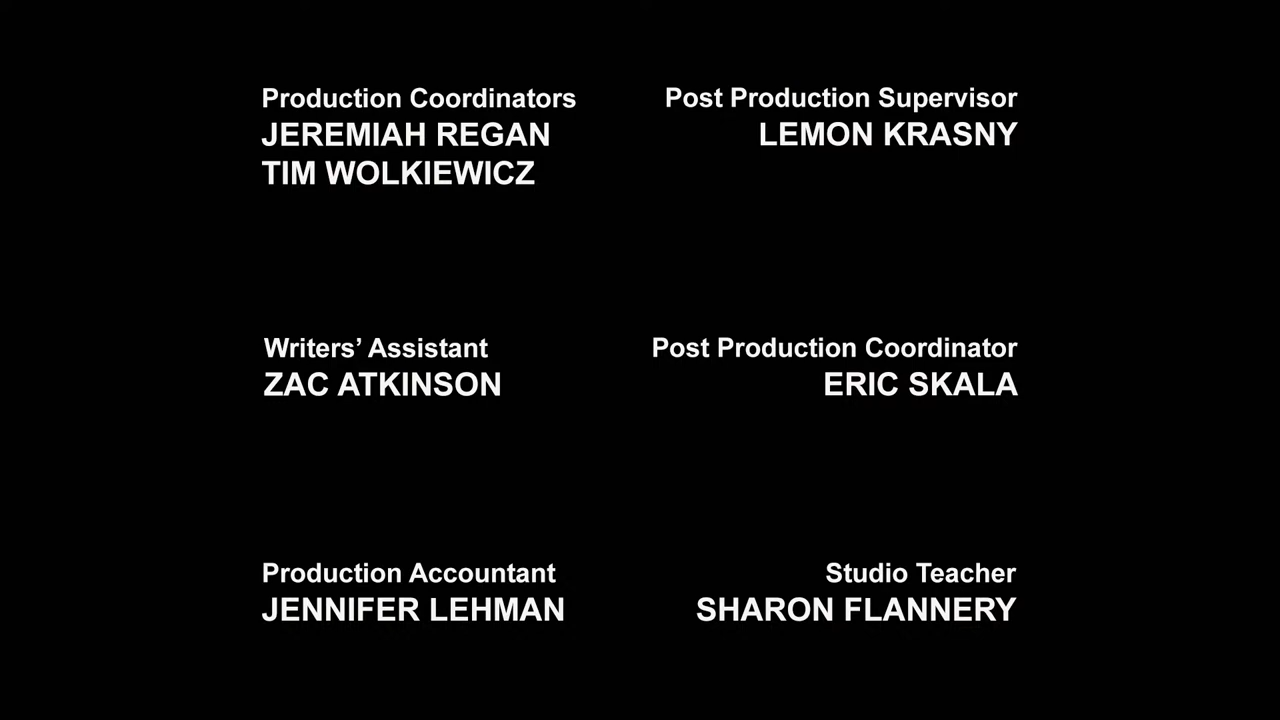 Production Coordinators
JEREMIAH REGAN
TIM WOLKIEWICZ
Post Production Supervisor
LEMON KRASNY
Writers’ Assistant
ZAC ATKINSON
Post Production Coordinator
ERIC SKALA
Production Accountant
JENNIFER LEHMAN
Studio Teacher
SHARON FLANNERY